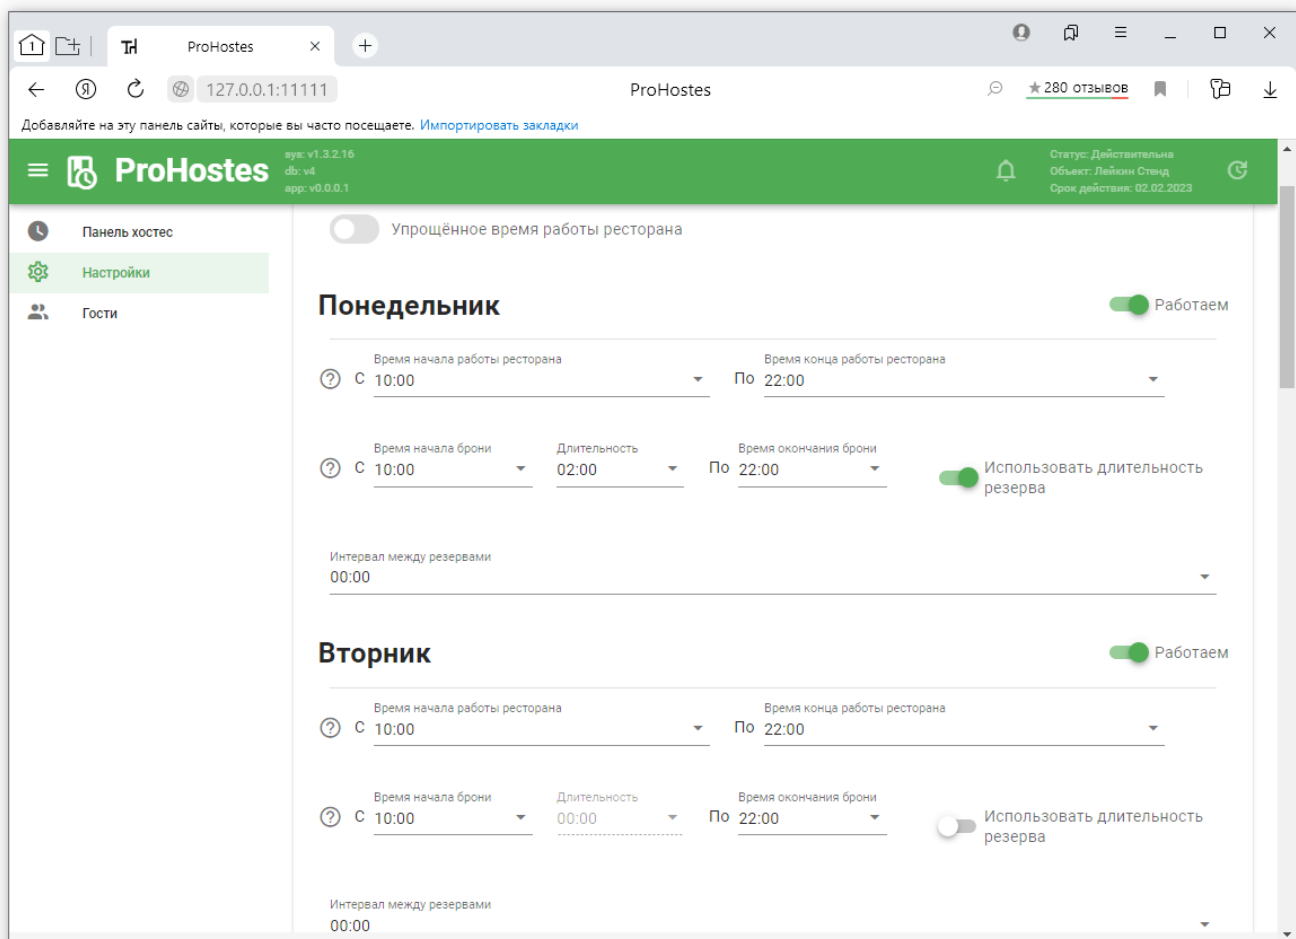 1
TH ProHostes
Я 127.0.0.1:11111 ProHostes ★ 280 отзывов
Добавляйте на эту панель сайты, которые вы часто посещаете. Импортировать закладки
ProHostes
sys: v1.3.2.16
db: v4
app: v0.0.0.1
Статус: Действительна
Объект: Лейкин Стенд
Срок действия: 02.02.2023
Панель хостес
Настройки
Гости
Упрощённое время работы ресторана
Понедельник Работаем
Время начала работы ресторана Время конца работы ресторана
? С 10:00 По 22:00
Время начала брони Длительность Время окончания брони
? С 10:00 02:00 По 22:00
Использовать длительность
резерва
Интервал между резервами
00:00
Вторник Работаем
Время начала работы ресторана Время конца работы ресторана
? С 10:00 По 22:00
Время начала брони Длительность Время окончания брони
? С 10:00 00:00 По 22:00
Использовать длительность
резерва
Интервал между резервами
00:00